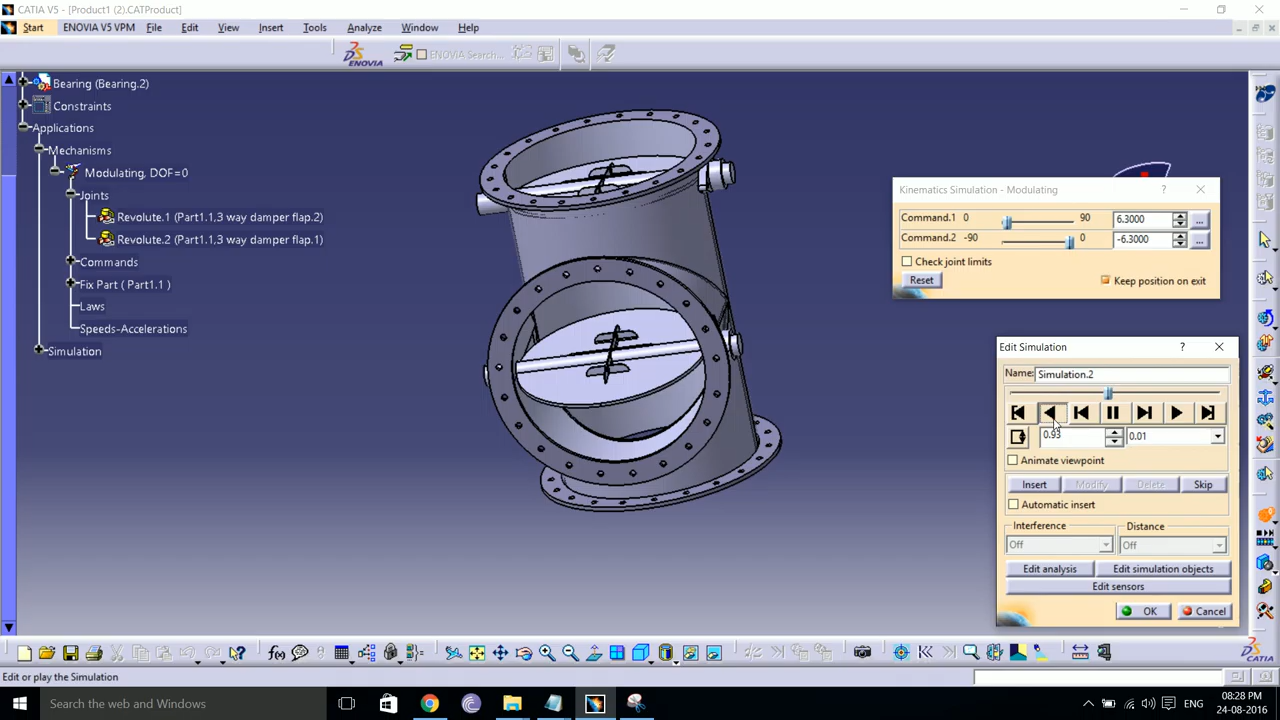 CATIA V5 - [Product1 (2).CATProduct]
Start
ENOVIA V5 VPM
File
Edit
View
Insert
Tools
Analyze
Window
Help
ENOVIA
ENOVIA Search...
Bearing (Bearing.2)
Constraints
Applications
Mechanisms
Modulating, DOF=0
Joints
Revolute.1 (Part1.1,3 way damper flap.2)
Revolute.2 (Part1.1,3 way damper flap.1)
Commands
Fix Part ( Part1.1 )
Laws
Speeds-Accelerations
Simulation
Kinematics Simulation - Modulating
Command.1 0 90 6.3000 ...
Command.2 -90 0 -6.3000 ...
Check joint limits
Reset
Keep position on exit
Edit Simulation
Name: Simulation.2
0.93
0.01
Animate viewpoint
Insert
Modify
Delete
Skip
Automatic insert
Interference
Distance
Off
Off
Edit analysis
Edit simulation objects
Edit sensors
OK
Cancel
f(x)
CATIA
Edit or play the Simulation
Search the web and Windows
ENG
08:28 PM
24-08-2016